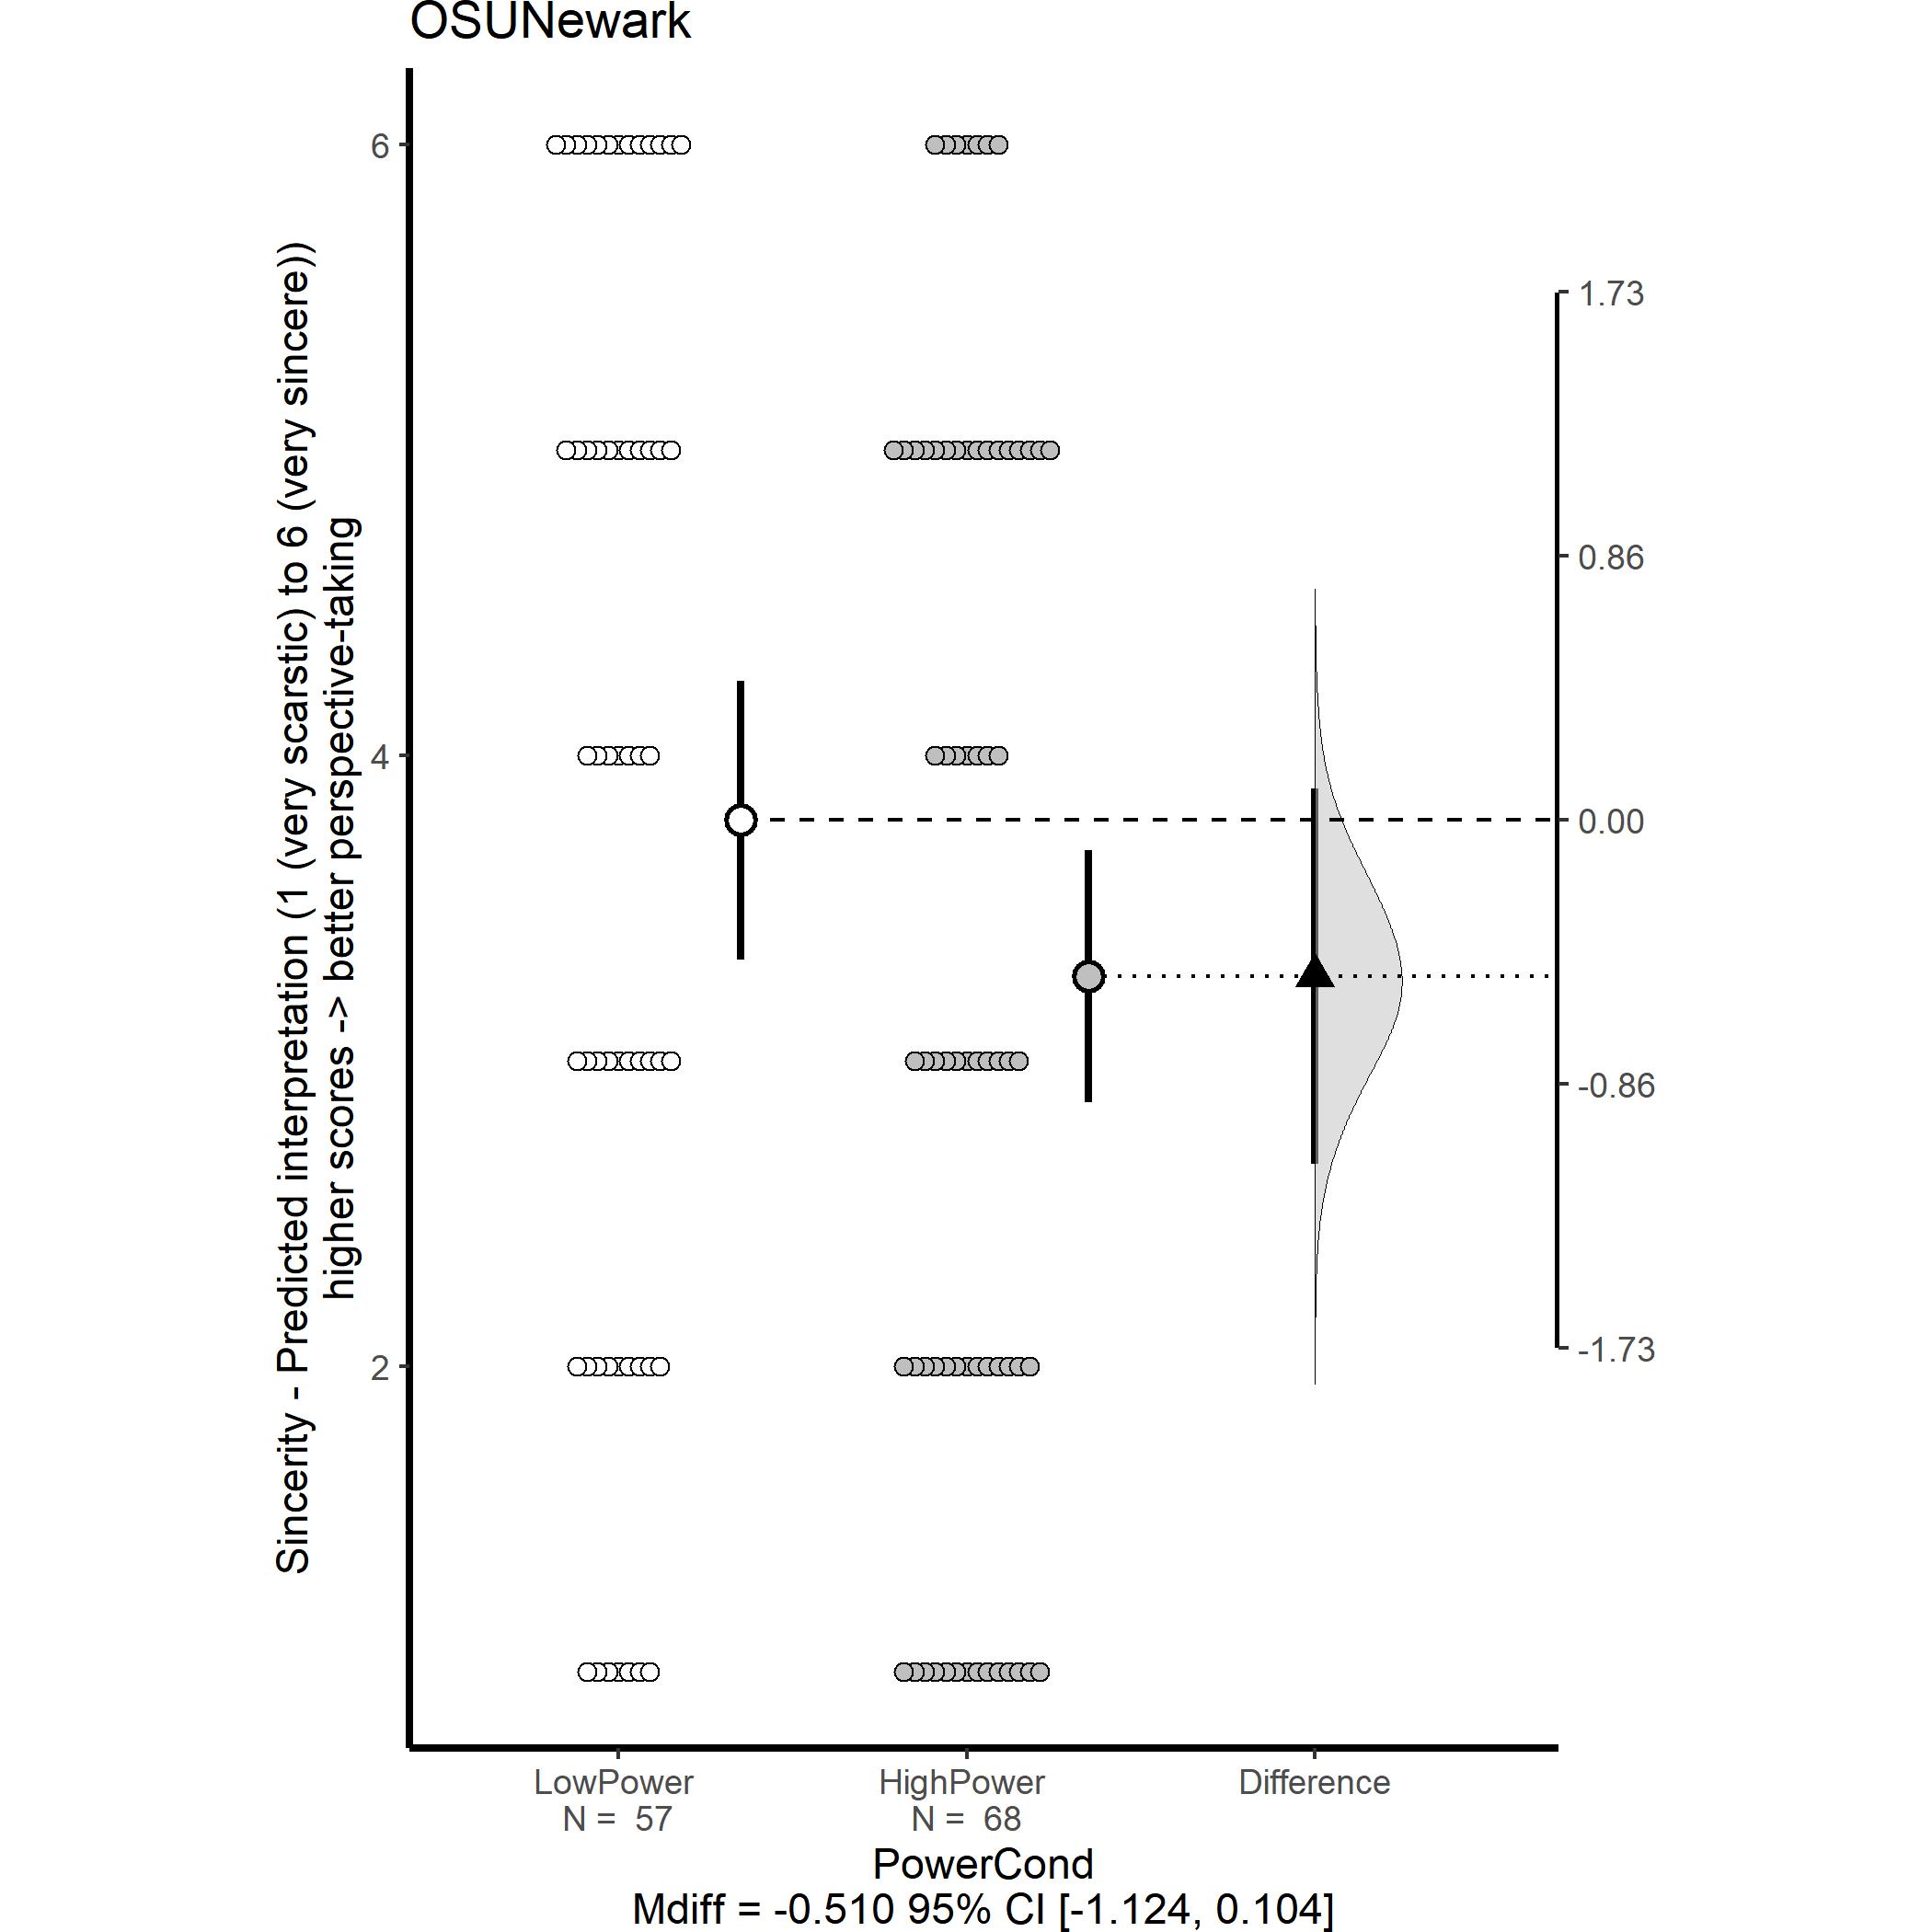 OSUNewark
Sincerity - Predicted interpretation (1 (very scarstic) to 6 (very sincere))
higher scores -> better perspective-taking
6
4
2
1.73
0.86
0.00
-0.86
-1.73
LowPower
N =  57
HighPower
N =  68
Difference
PowerCond
Mdiff = -0.510 95% CI [-1.124, 0.104]